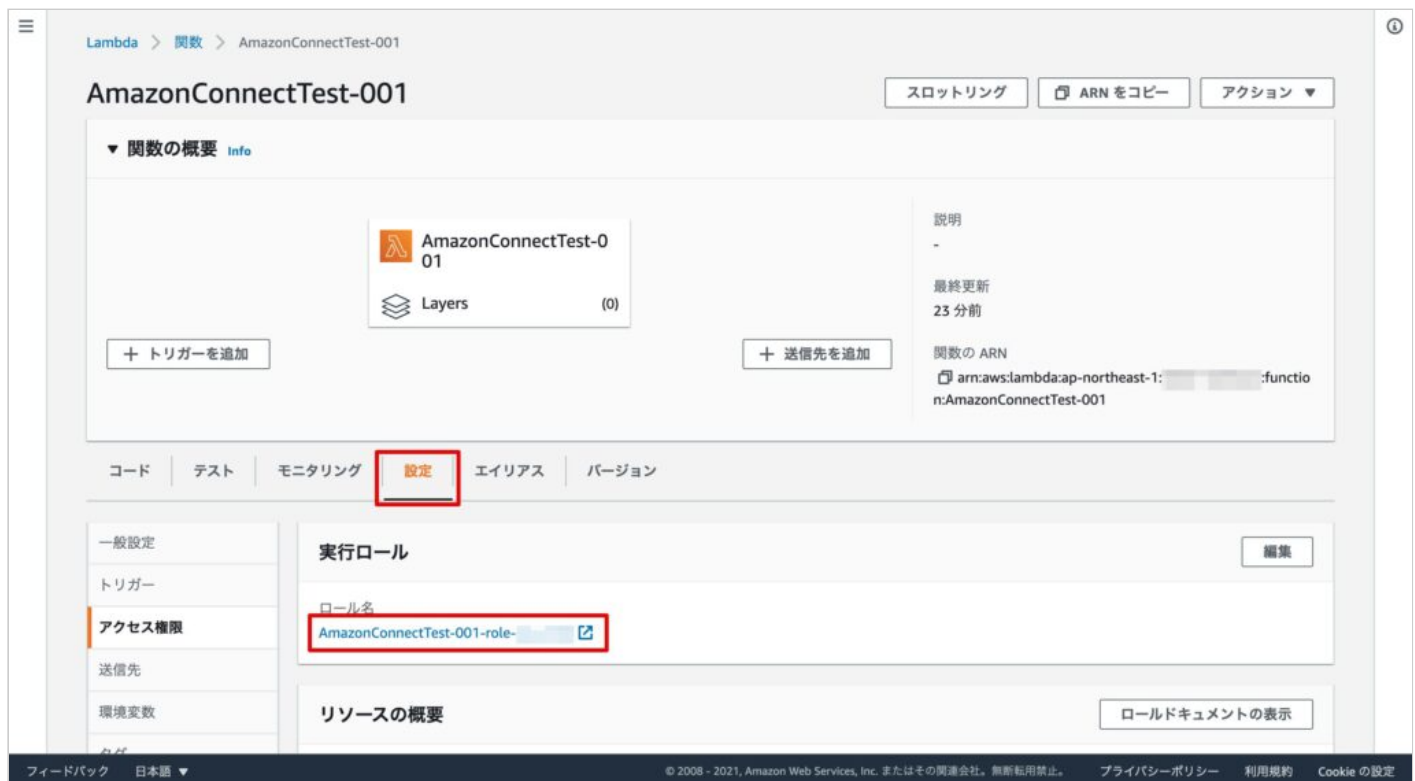 Lambda > 関数 > AmazonConnectTest-001
AmazonConnectTest-001
スロットリング
ARN をコピー
アクション ▼
▼ 関数の概要 Info
AmazonConnectTest-0
01
Layers (0)
+ トリガーを追加
+ 送信先を追加
説明
-
最終更新
23 分前
関数の ARN
arn:aws:lambda:ap-northeast-1: :functio
n:AmazonConnectTest-001
コード テスト モニタリング 設定 エイリアス バージョン
一般設定
トリガー
アクセス権限
送信先
環境変数
タグ
実行ロール
編集
ロール名
AmazonConnectTest-001-role-
リソースの概要
ロールドキュメントの表示
フィードバック 日本語 ▼ © 2008 - 2021, Amazon Web Services, Inc. またはその関連会社。無断転用禁止。 プライバシーポリシー 利用規約 Cookie の設定